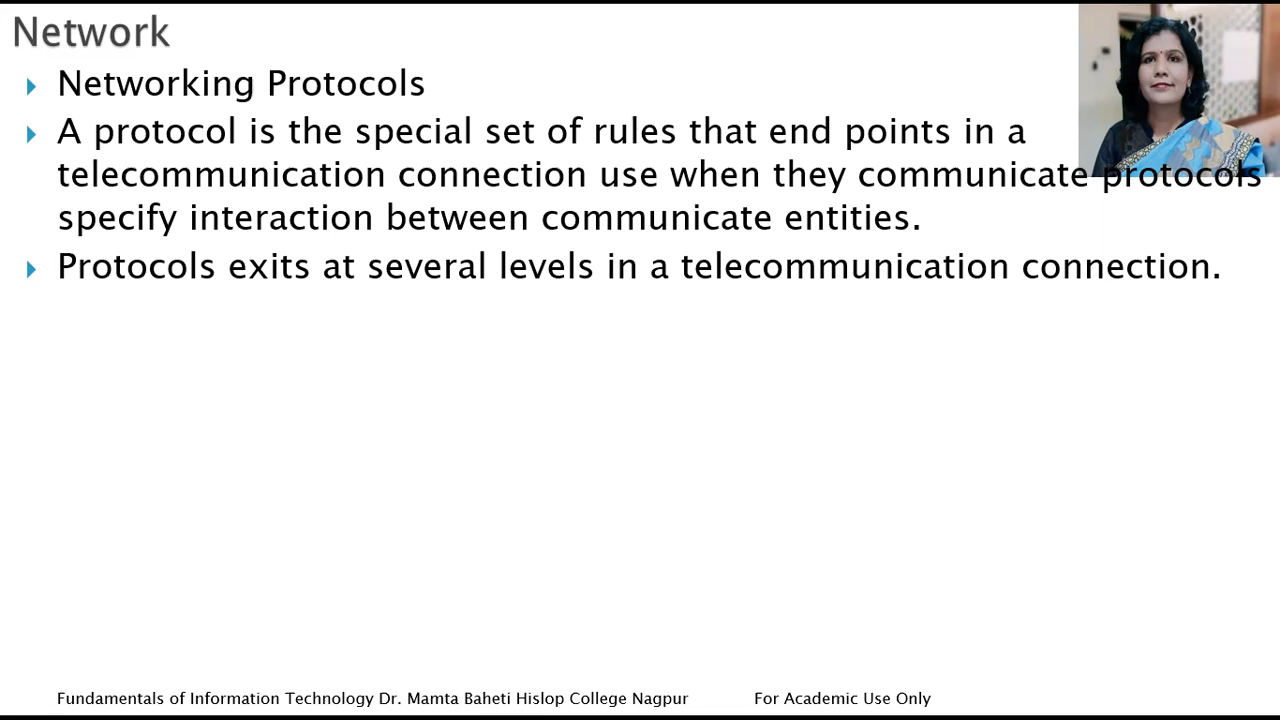 Network
Networking Protocols
A protocol is the special set of rules that end points in a
telecommunication connection use when they communicate protocols
specify interaction between communicate entities.
Protocols exits at several levels in a telecommunication connection.
Fundamentals of Information Technology Dr. Mamta Baheti Hislop College Nagpur For Academic Use Only